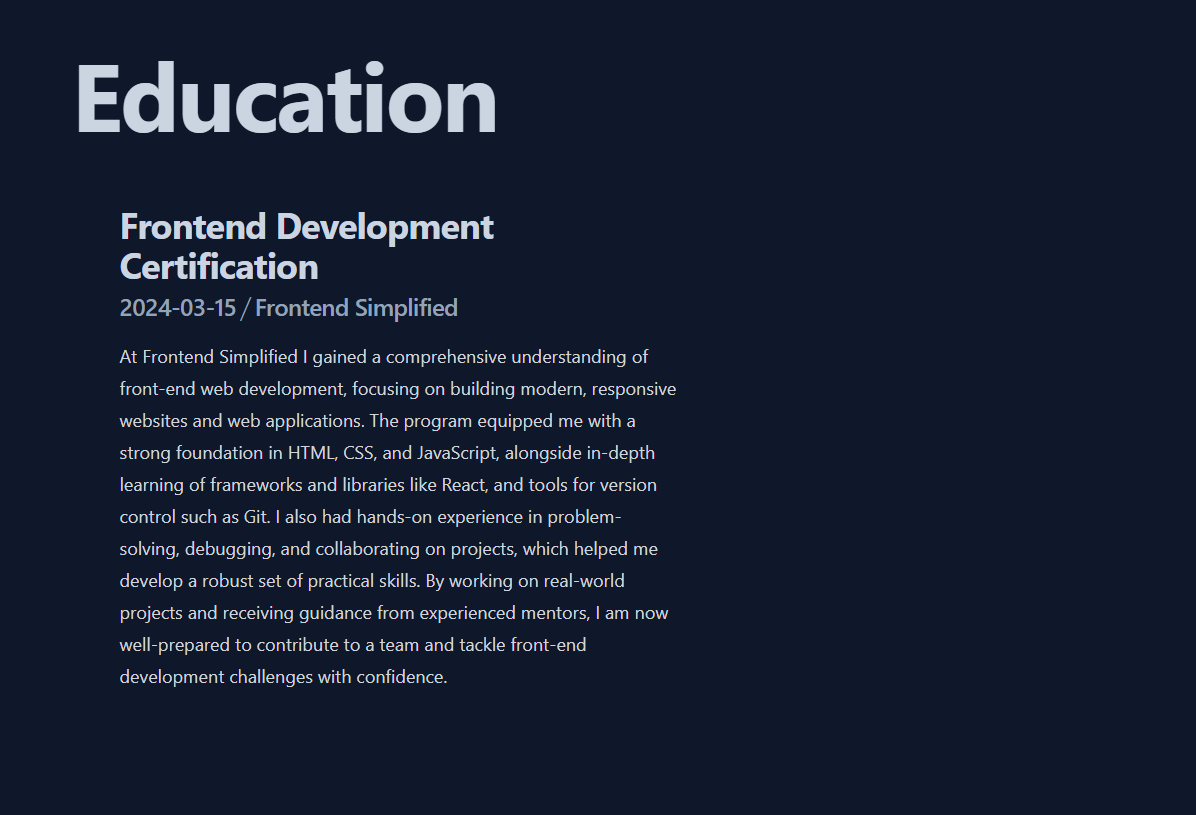 Education
Frontend Development
Certification
2024-03-15 / Frontend Simplified
At Frontend Simplified I gained a comprehensive understanding of
front-end web development, focusing on building modern, responsive
websites and web applications. The program equipped me with a
strong foundation in HTML, CSS, and JavaScript, alongside in-depth
learning of frameworks and libraries like React, and tools for version
control such as Git. I also had hands-on experience in problem-
solving, debugging, and collaborating on projects, which helped me
develop a robust set of practical skills. By working on real-world
projects and receiving guidance from experienced mentors, I am now
well-prepared to contribute to a team and tackle front-end
development challenges with confidence.